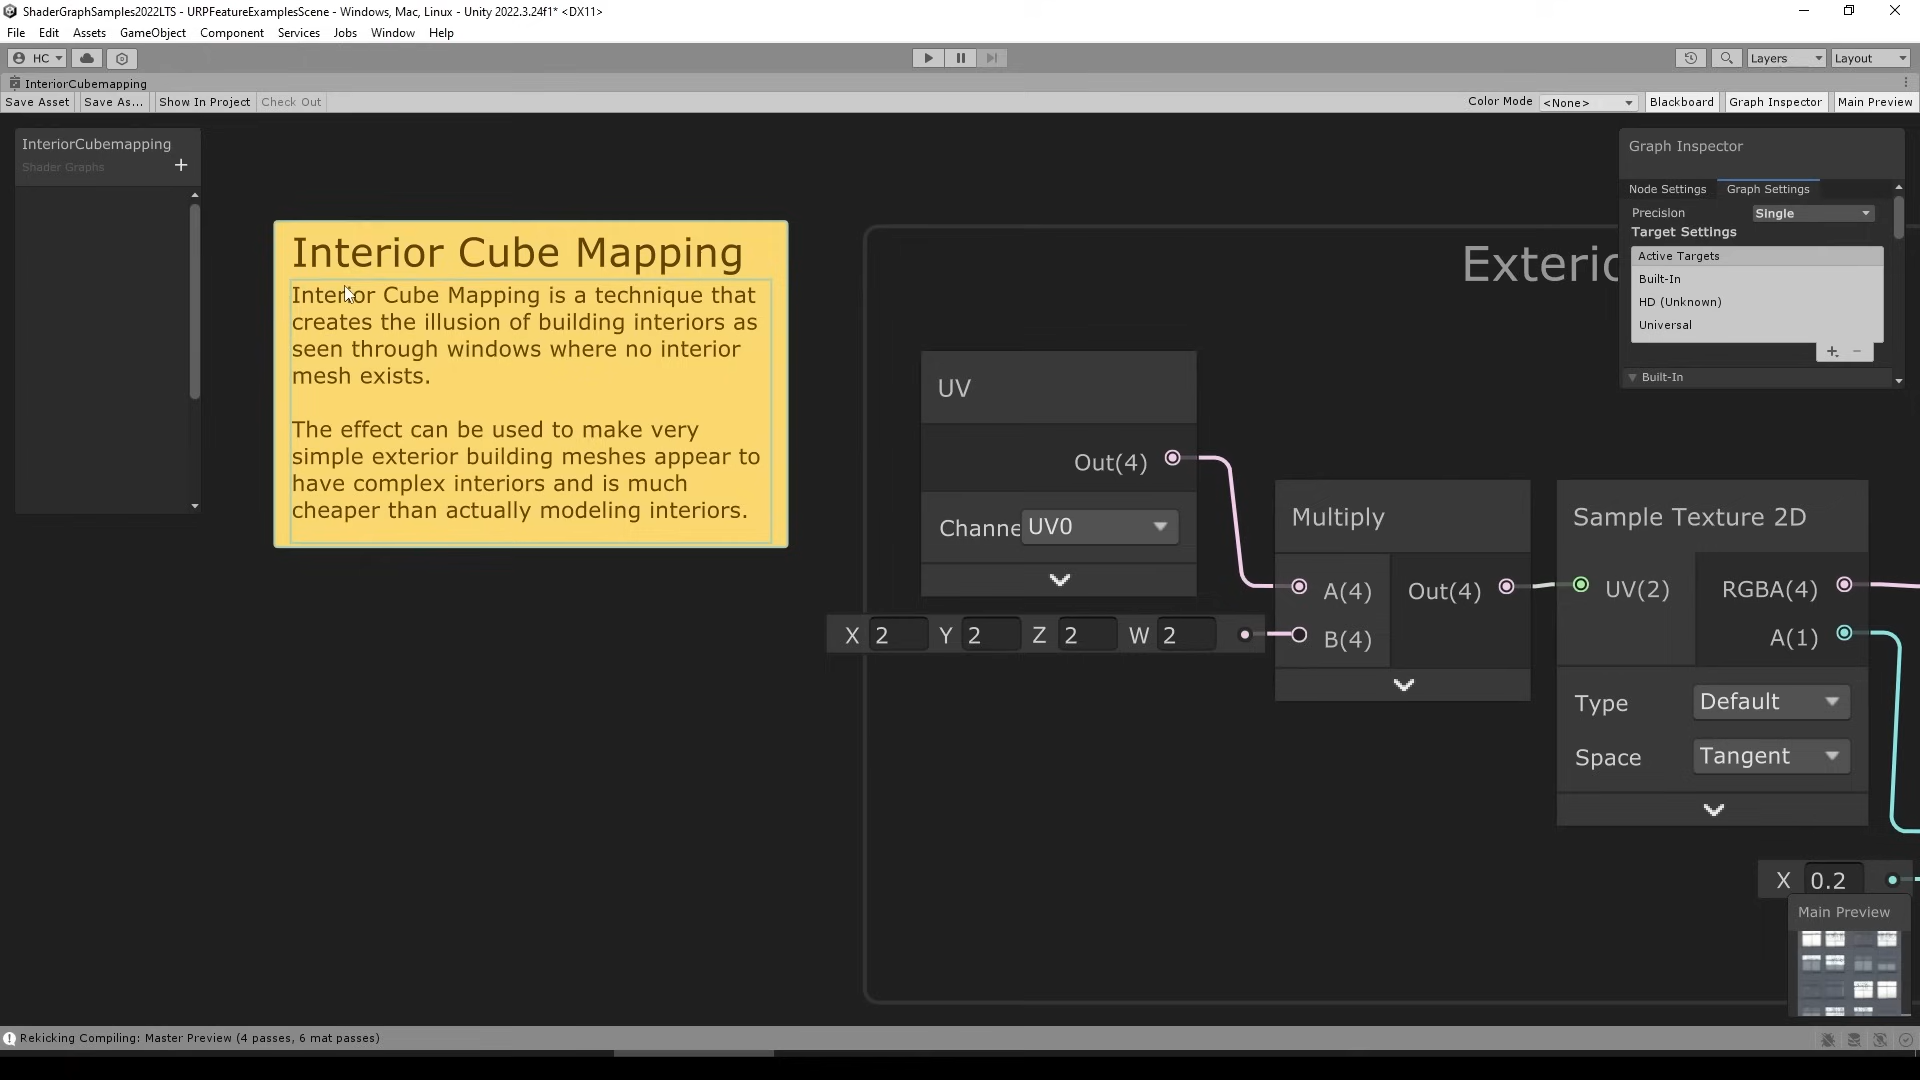 ShaderGraphSamples2022LTS - URPFeatureExamplesScene - Windows, Mac, Linux - Unity 2022.3.24f1* <DX11>
File Edit Assets GameObject Component Services Jobs Window Help
HC
Layers
Layout
InteriorCubemapping
Save Asset Save As... Show In Project Check Out
Color Mode <None> Blackboard Graph Inspector Main Preview
InteriorCubemapping
Shader Graphs
Interior Cube Mapping
Interior Cube Mapping is a technique that
creates the illusion of building interiors as
seen through windows where no interior
mesh exists.
The effect can be used to make very
simple exterior building meshes appear to
have complex interiors and is much
cheaper than actually modeling interiors.
Exteric
UV
Out(4)
Channe UV0
X 2 Y 2 Z 2 W 2
Multiply
A(4) Out(4)
B(4)
Sample Texture 2D
UV(2) RGBA(4)
A(1)
Type Default
Space Tangent
X 0.2
Graph Inspector
Node Settings Graph Settings
Precision Single
Target Settings
Active Targets
Built-In
HD (Unknown)
Universal
Built-In
Main Preview
Rekicking Compiling: Master Preview (4 passes, 6 mat passes)